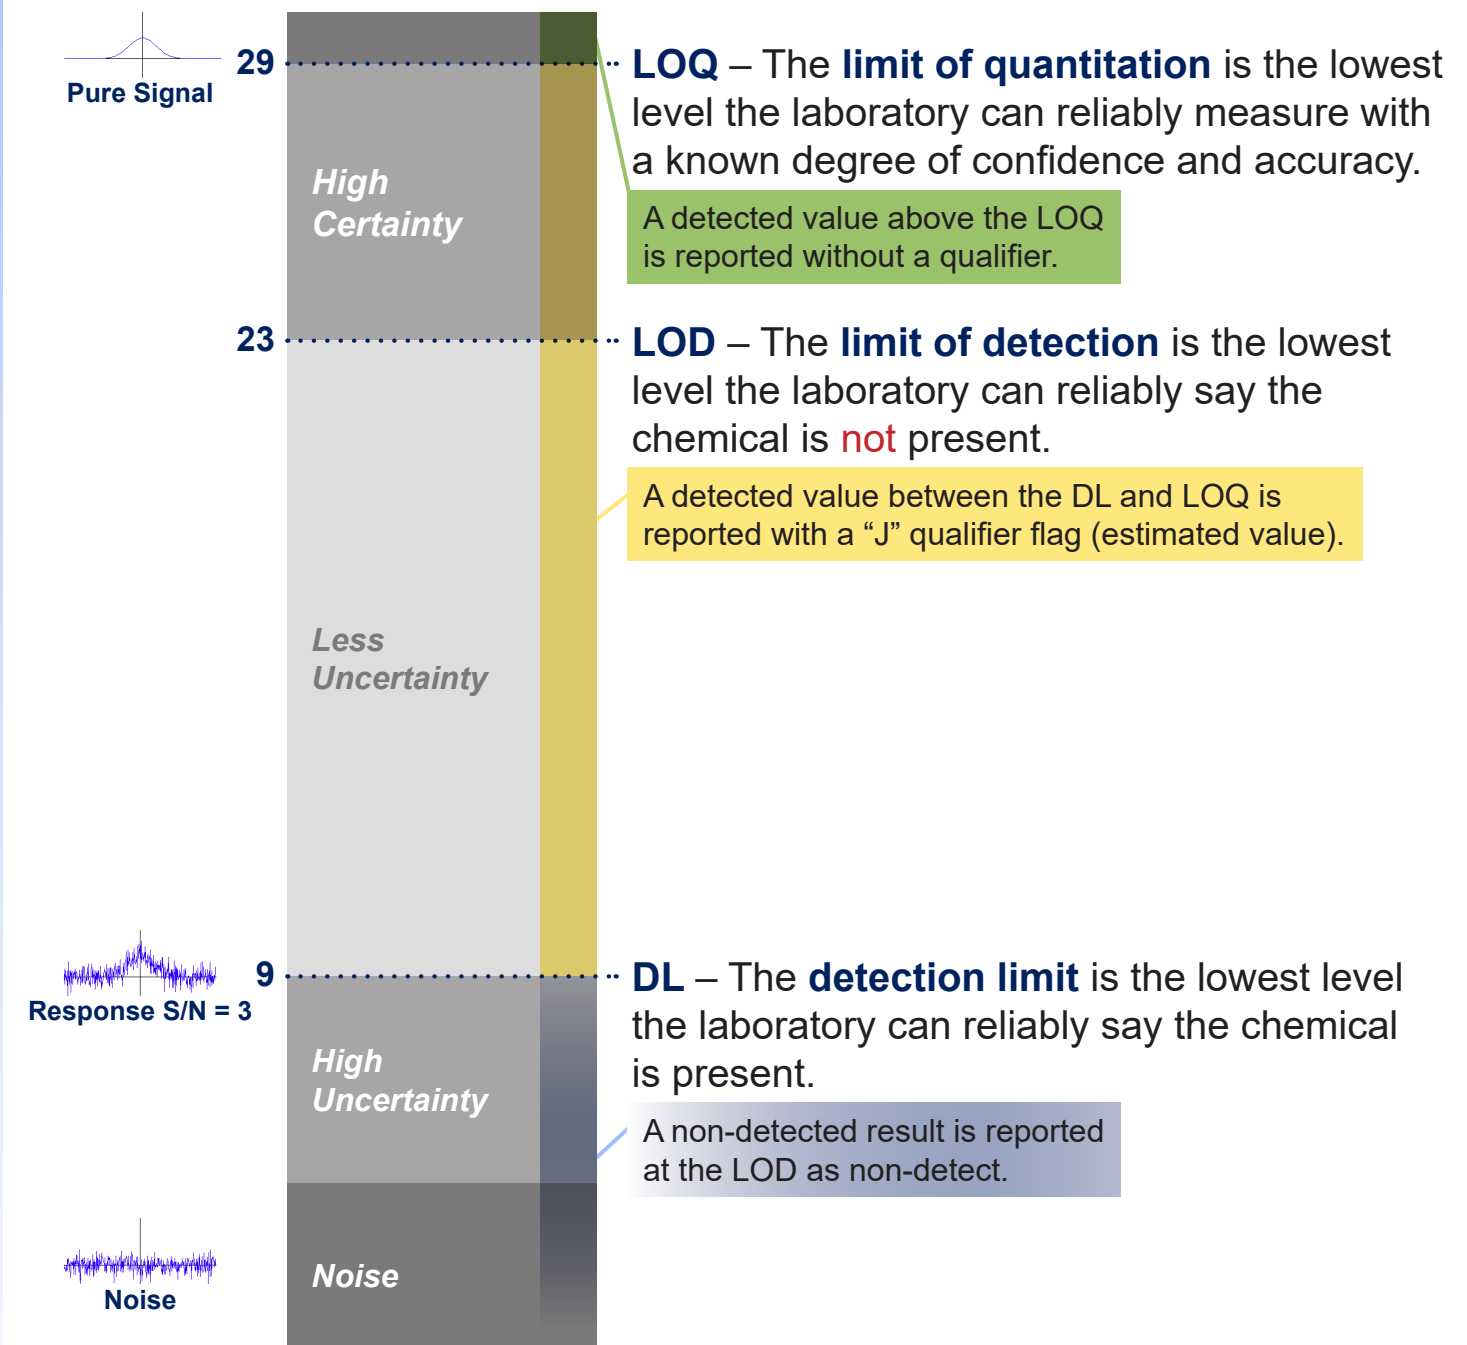 29
Pure Signal
LOQ – The limit of quantitation is the lowest
level the laboratory can reliably measure with
a known degree of confidence and accuracy.
High
Certainty
A detected value above the LOQ
is reported without a qualifier.
23
LOD – The limit of detection is the lowest
level the laboratory can reliably say the
chemical is not present.
A detected value between the DL and LOQ is
reported with a “J” qualifier flag (estimated value).
Less
Uncertainty
9
Response S/N = 3
DL – The detection limit is the lowest level
the laboratory can reliably say the chemical
is present.
High
Uncertainty
A non-detected result is reported
at the LOD as non-detect.
Noise
Noise